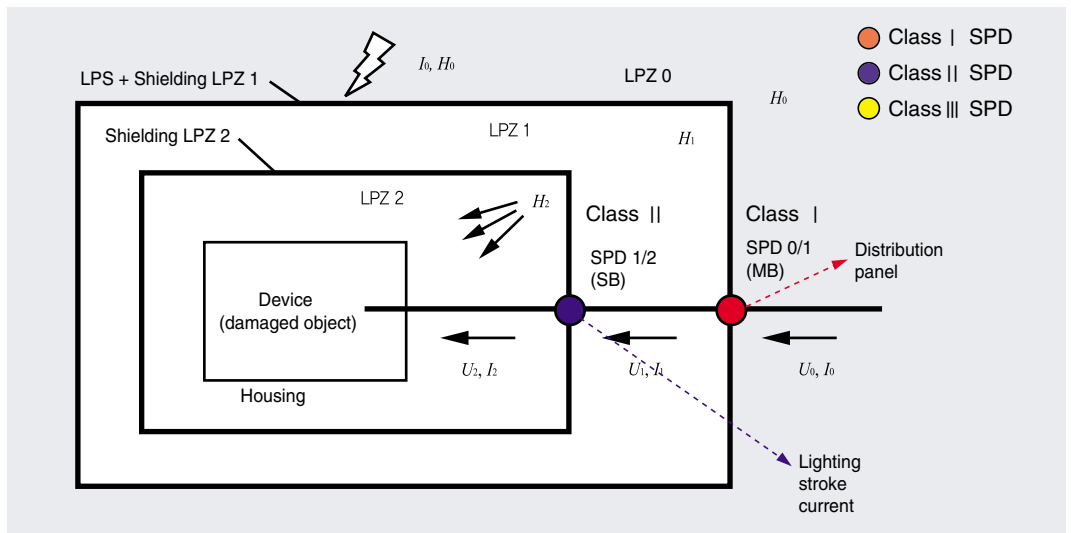 I0, H0
LPZ 0
Class I SPD
Class II SPD
Class III SPD
LPS + Shielding LPZ 1
H0
Shielding LPZ 2
LPZ 1
H1
LPZ 2
H2
Class II
SPD 1/2
(SB)
Class I
SPD 0/1
(MB)
Distribution
panel
Device
(damaged object)
U2, I2
U1, I1
U0, I0
Housing
Lighting
stroke
current